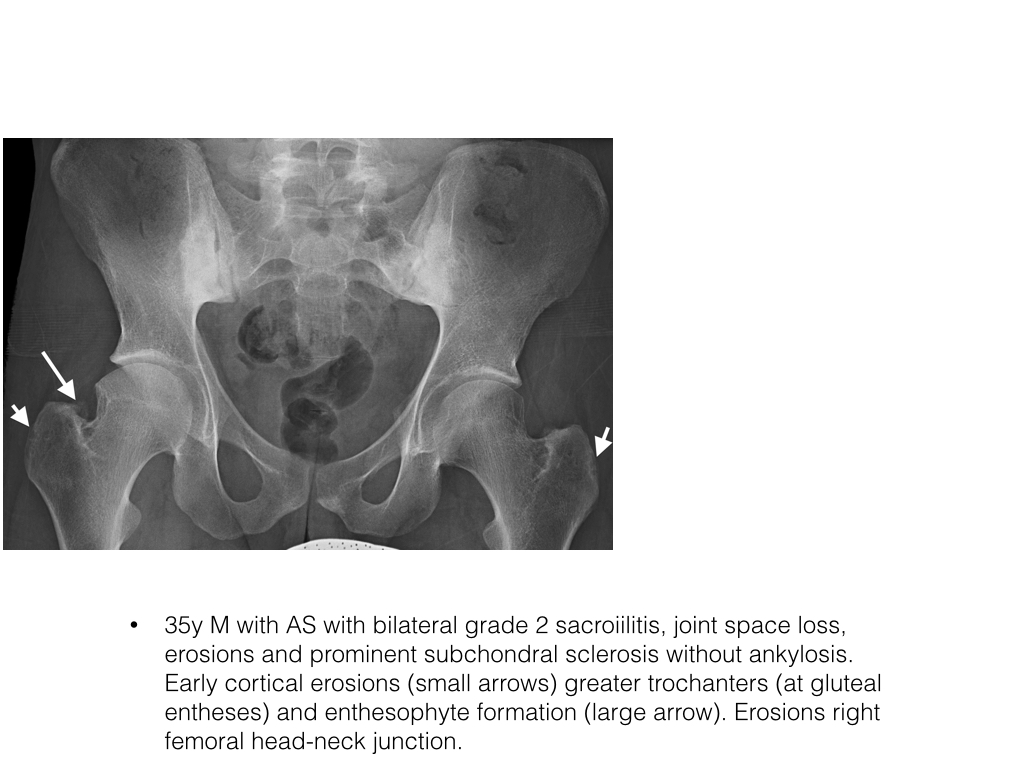 • 35y M with AS with bilateral grade 2 sacroiilitis, joint space loss,
erosions and prominent subchondral sclerosis without ankylosis.
Early cortical erosions (small arrows) greater trochanters (at gluteal
entheses) and enthesophyte formation (large arrow). Erosions right
femoral head-neck junction.